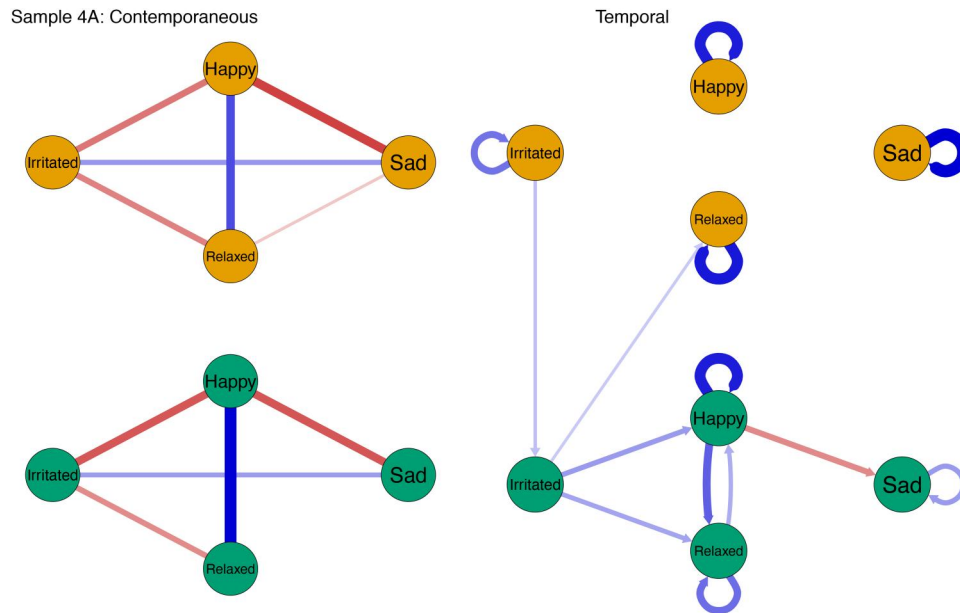 Sample 4A: Contemporaneous
Temporal
Happy
Irritated
Sad
Relaxed
Happy
Irritated
Sad
Relaxed
Happy
Irritated
Sad
Relaxed
Happy
Irritated
Sad
Relaxed